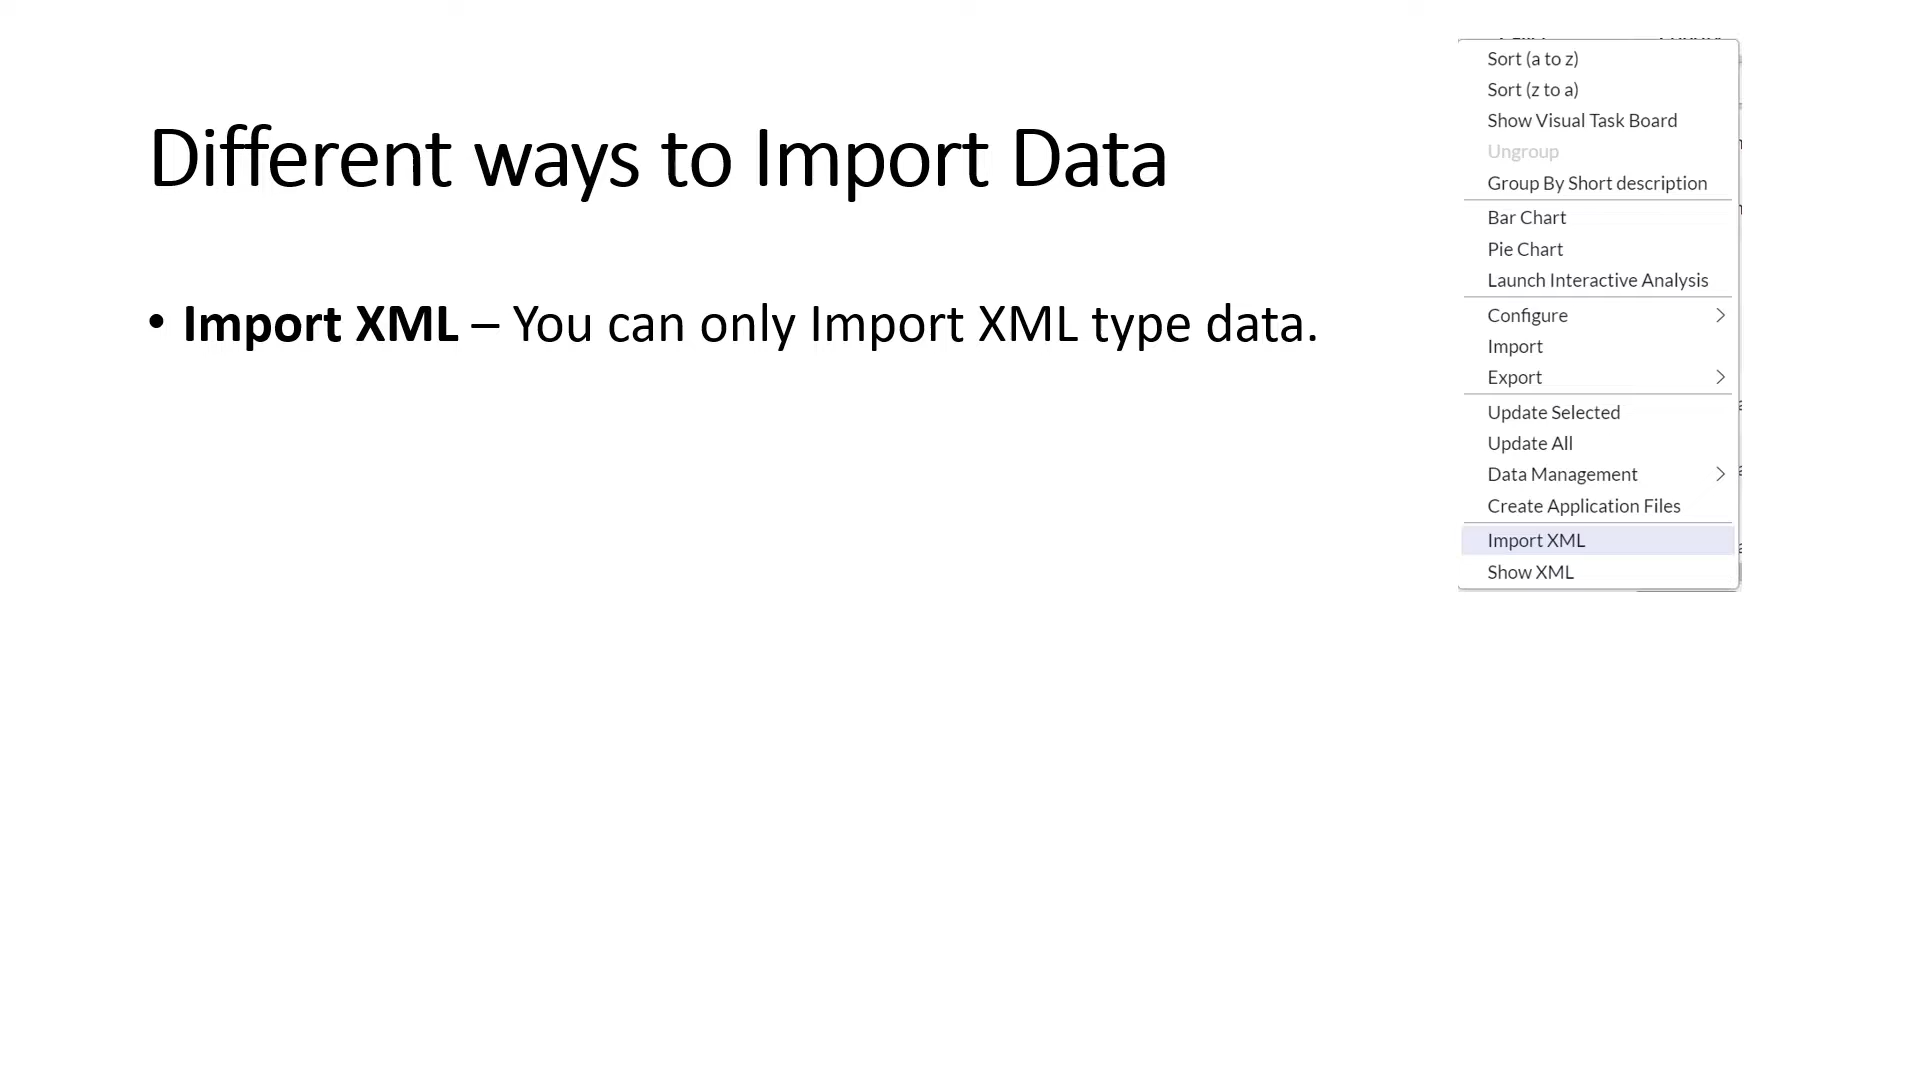 Different ways to Import Data
• Import XML – You can only Import XML type data.
Sort (a to z)
Sort (z to a)
Show Visual Task Board
Ungroup
Group By Short description
Bar Chart
Pie Chart
Launch Interactive Analysis
Configure
Import
Export
Update Selected
Update All
Data Management
Create Application Files
Import XML
Show XML